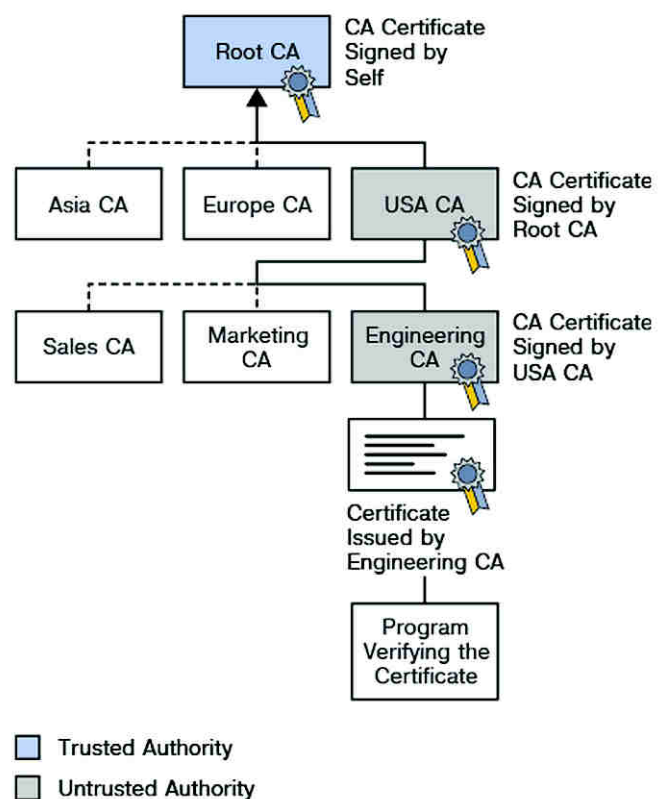 Root CA
CA Certificate
Signed by
Self
Asia CA
Europe CA
USA CA
CA Certificate
Signed by
Root CA
Sales CA
Marketing
CA
Engineering
CA
CA Certificate
Signed by
USA CA
Certificate
Issued by
Engineering CA
Program
Verifying the
Certificate
Trusted Authority
Untrusted Authority